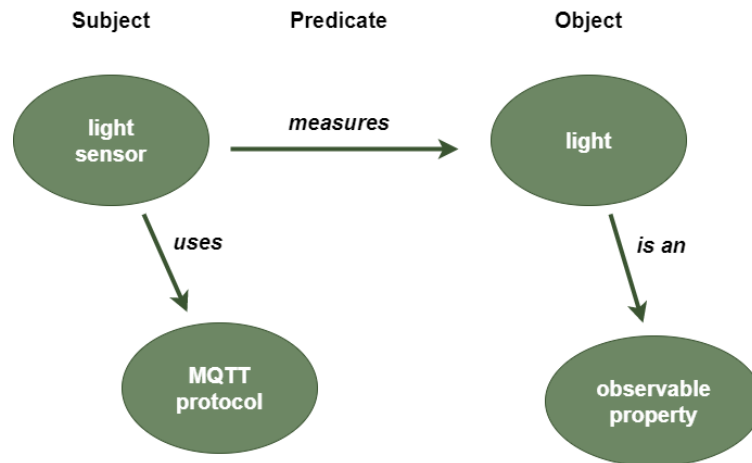 Subject Predicate Object
light
sensor
measures
light
uses
is an
MQTT
protocol
observable
property